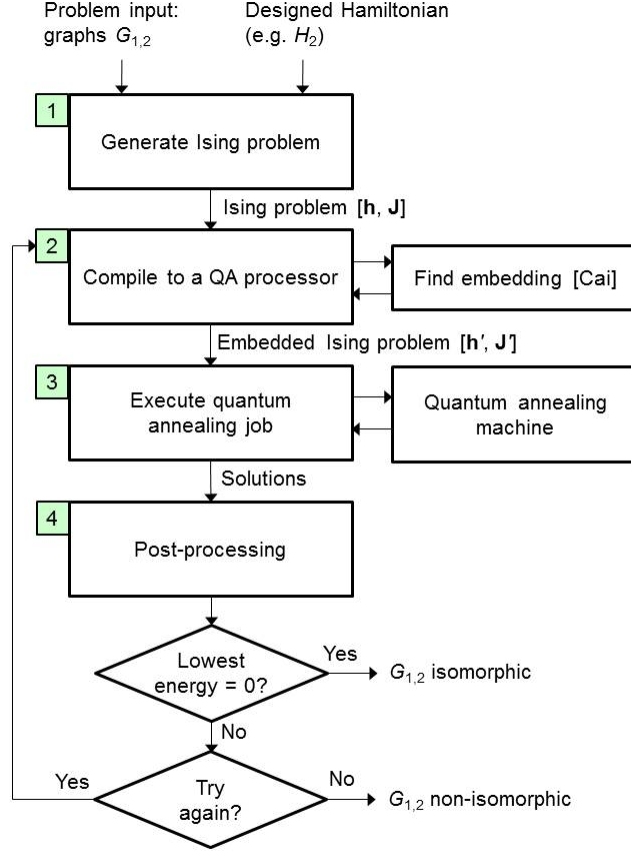 Problem input:
graphs G1,2
Designed Hamiltonian
(e.g. H2)
1
Generate Ising problem
Ising problem [h, J]
2
Compile to a QA processor
Find embedding [Cai]
Embedded Ising problem [h′, J′]
3
Execute quantum
annealing job
Quantum annealing
machine
Solutions
4
Post-processing
Lowest
energy = 0?
Yes
G1,2 isomorphic
No
Try
again?
Yes
No
G1,2 non-isomorphic